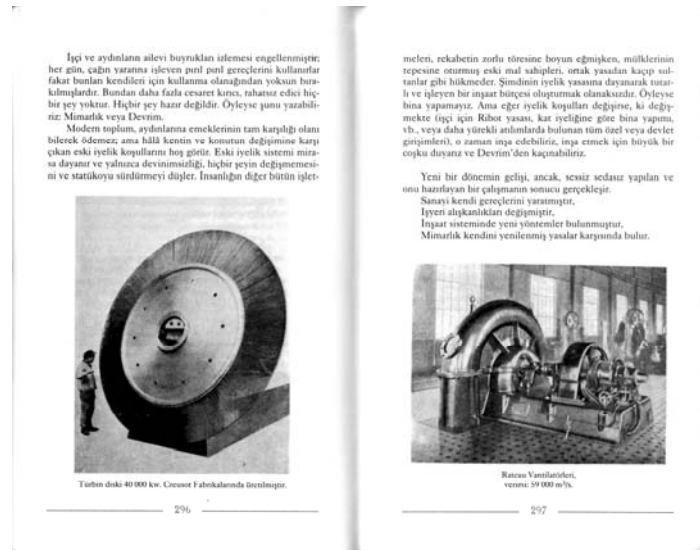 İşçi ve aydınların ailevi buyrukları izlemesi engellenmiştir;
her gün, çağın yararına işleyen pırıl pırıl gereçlerini kullanırlar
fakat bunları kendileri için kullanma olanağından yoksun bıra-
kılmışlardır. Bundan daha fazla cesaret kırıcı, rahatsız edici hiç-
bir şey yoktur. Hiçbir şey hazır değildir. Öyleyse şunu yazabili-
riz: Mimarlık veya Devrim.
Modern toplum, aydınlarına emeklerinin tam karşılığı olanı
bilerek ödemez; ama hâlâ kentin ve konutun değişimine karşı
çıkan eski iyelik koşullarını hoş görür. Eski iyelik sistemi mira-
sa dayanır ve yalnızca devinimsizliği, hiçbir şeyin değişmemesi-
ni ve statükoyu sürdürmeyi düşler. İnsanlığın diğer bütün işlet-
Türbin diski 40 000 kw. Creusot Fabrikalarında üretilmiştir.
296
meleri, rekabetin zorlu töresine boyun eğmişken, mülklerinin
tepesine oturmuş eski mal sahipleri, ortak yasadan kaçıp sul-
tanlar gibi hükmeder. Şimdinin iyelik yasasına dayanarak tutar-
lı ve işleyen bir inşaat bütçesi oluşturmak olanaksızdır. Öyleyse
bina yapamayız. Ama eğer iyelik koşulları değişirse, ki değiş-
mekte (işçi için Ribot yasası, kat iyeliğine göre bina yapımı,
vb., veya daha yürekli atılımlarda bulunan tüm özel veya devlet
girişimleri), o zaman inşa edebiliriz, inşa etmek için büyük bir
coşku duyarız ve Devrim'den kaçınabiliriz.
Yeni bir dönemin gelişi, ancak, sessiz sedasız yapılan ve
onu hazırlayan bir çalışmanın sonucu gerçekleşir.
Sanayi kendi gereçlerini yaratmıştır,
İşyeri alışkanlıkları değişmiştir,
İnşaat sisteminde yeni yöntemler bulunmuştur,
Mimarlık kendini yenilenmiş yasalar karşısında bulur.
Rateau Vantilatörleri,
verimi: 59 000 m³/s.
297